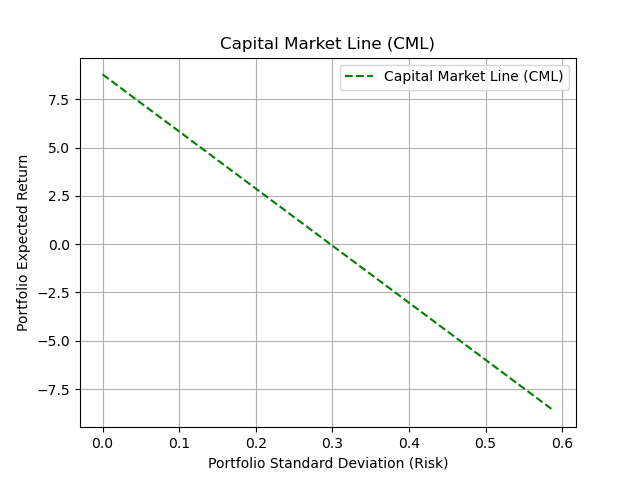 Capital Market Line (CML)
Capital Market Line (CML)
7.5
5.0
2.5
0.0
−2.5
−5.0
−7.5
Portfolio Expected Return
0.0 0.1 0.2 0.3 0.4 0.5 0.6
Portfolio Standard Deviation (Risk)